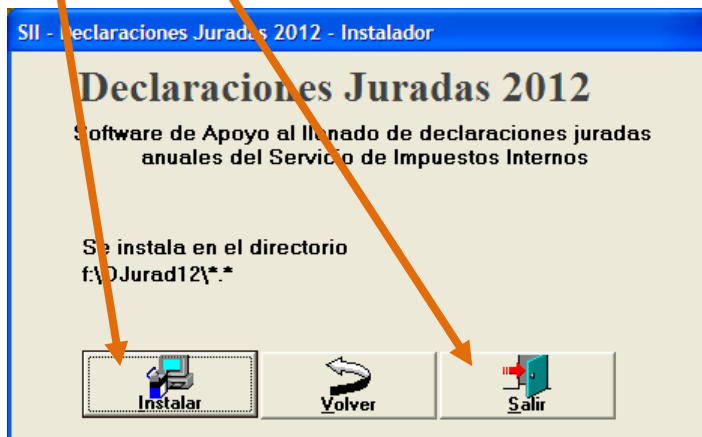 SII - Declaraciones Juradas 2012 - Instalador
Declaraciones Juradas 2012
Software de Apoyo al llenado de declaraciones juradas
anuales del Servicio de Impuestos Internos
Se instala en el directorio
f:\DJurad12\*.*
Instalar
Volver
Salir